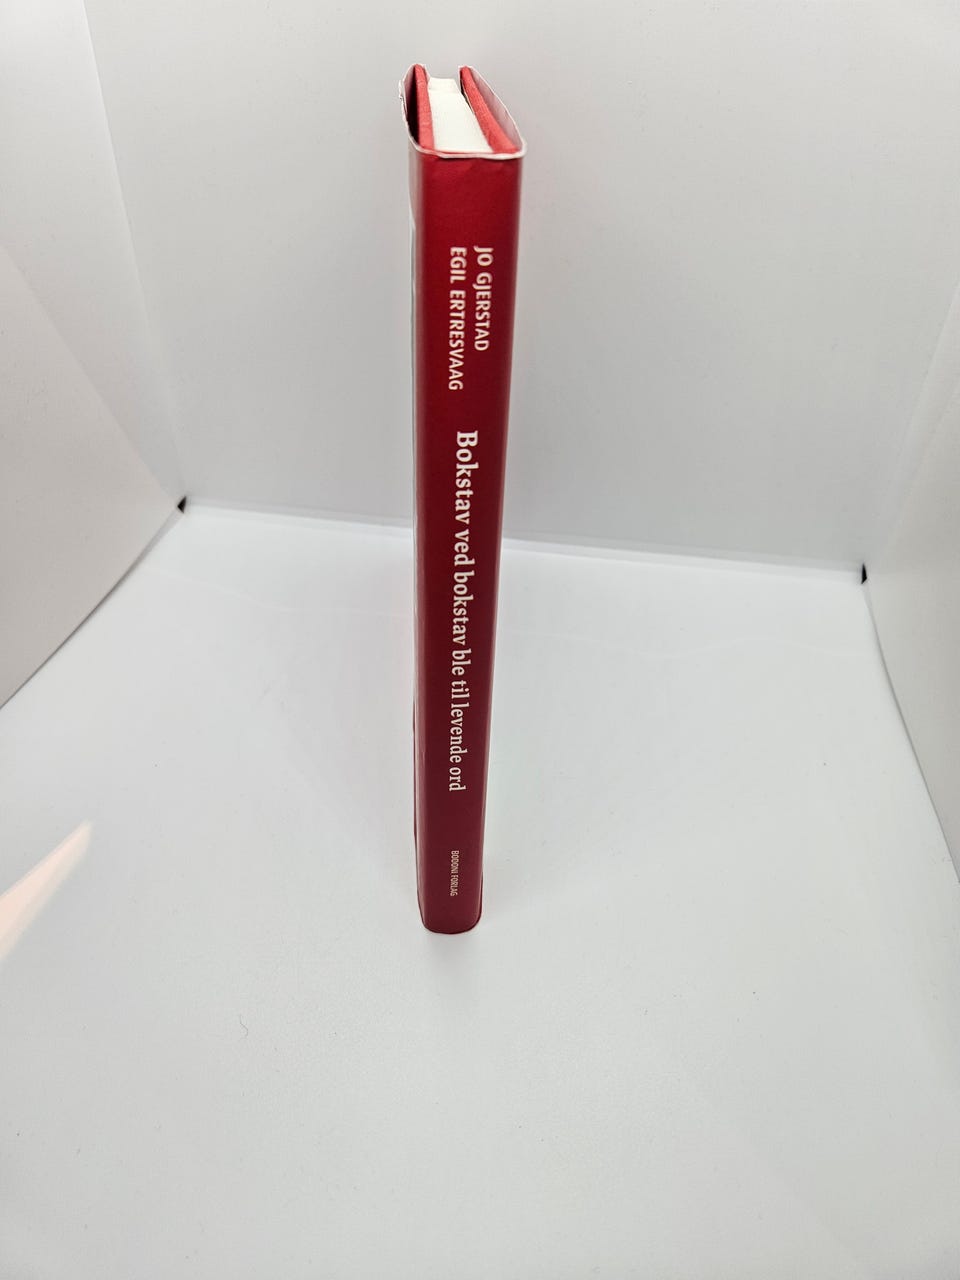 JO GJERSTAD
EGIL ERTRESVAAG
Bokstav ved bokstav ble til levende ord
BODONI FORLAG